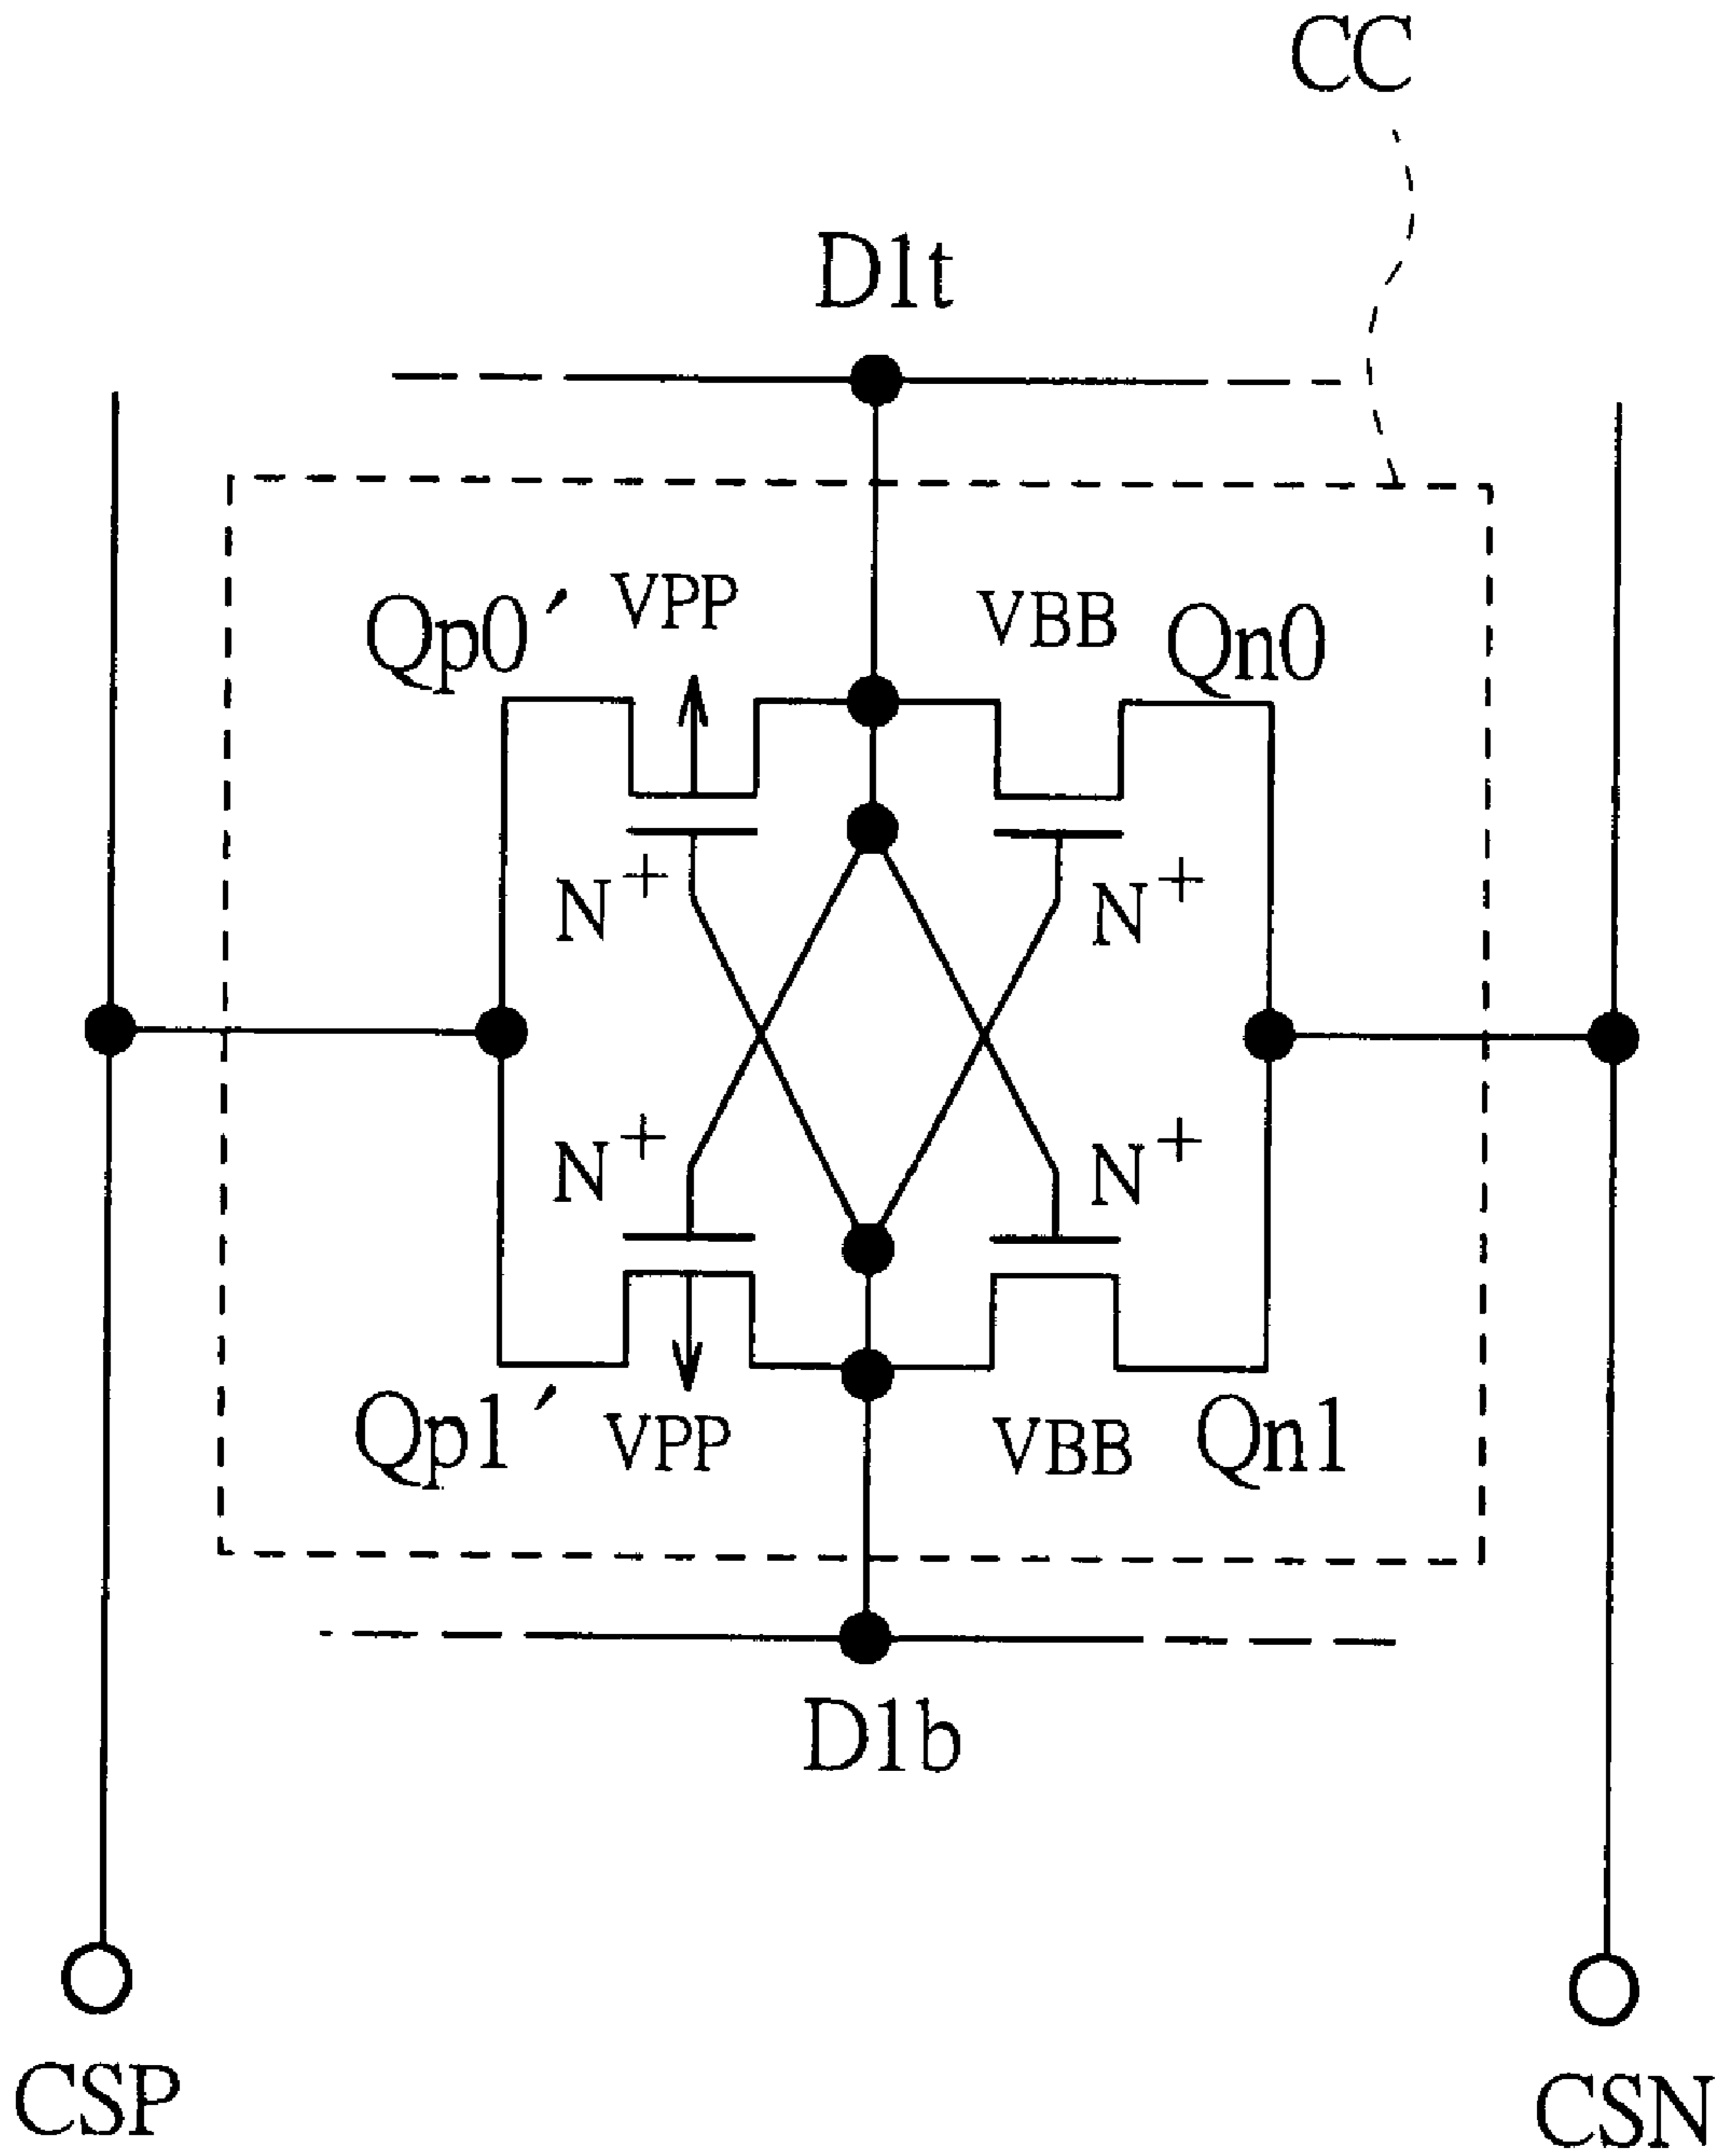 CC
D1t
Qp0´ VPP VBB Qn0
N+ N+
N+ N+
Qp1´ VPP VBB Qn1
D1b
CSP CSN